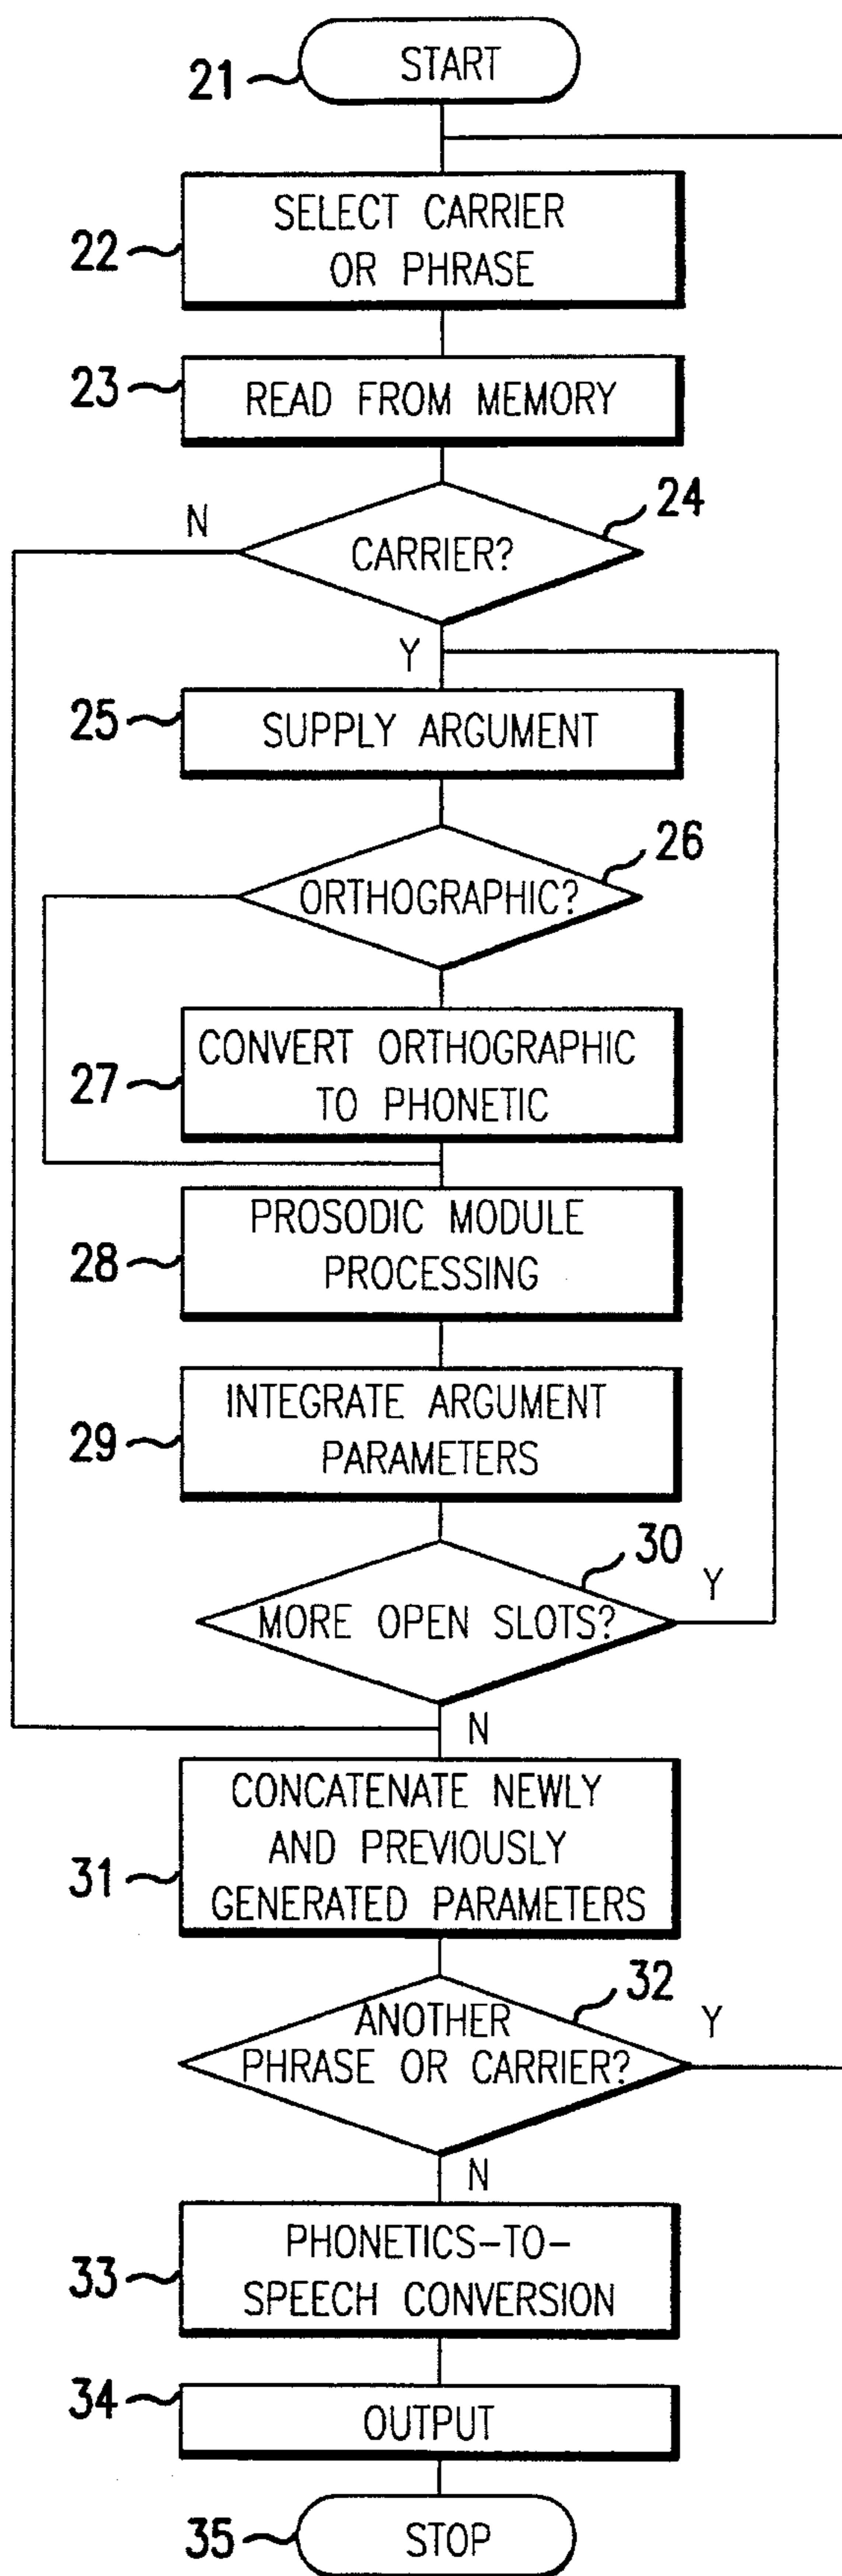 21
START
22
SELECT CARRIER
OR PHRASE
23
READ FROM MEMORY
24
N
CARRIER?
Y
25
SUPPLY ARGUMENT
26
ORTHOGRAPHIC?
27
CONVERT ORTHOGRAPHIC
TO PHONETIC
28
PROSODIC MODULE
PROCESSING
29
INTEGRATE ARGUMENT
PARAMETERS
30
Y
MORE OPEN SLOTS?
N
31
CONCATENATE NEWLY
AND PREVIOUSLY
GENERATED PARAMETERS
32
Y
ANOTHER
PHRASE OR CARRIER?
N
33
PHONETICS-TO-
SPEECH CONVERSION
34
OUTPUT
35
STOP